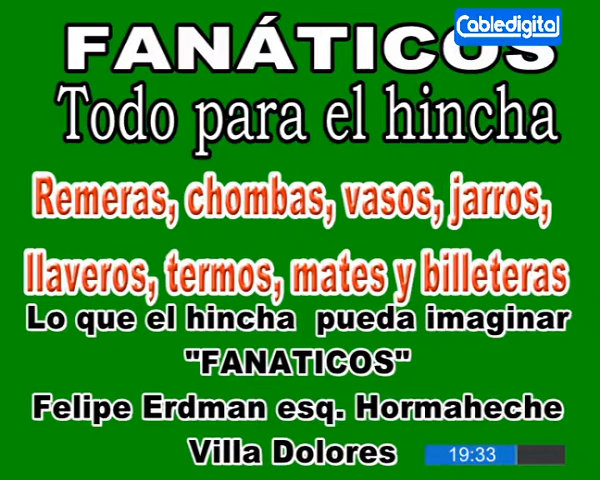 Cabledigital
FANÁTICOS
Todo para el hincha
Remeras, chombas, vasos, jarros,
llaveros, termos, mates y billeteras
Lo que el hincha pueda imaginar
"FANATICOS"
Felipe Erdman esq. Hormaheche
Villa Dolores
19:33